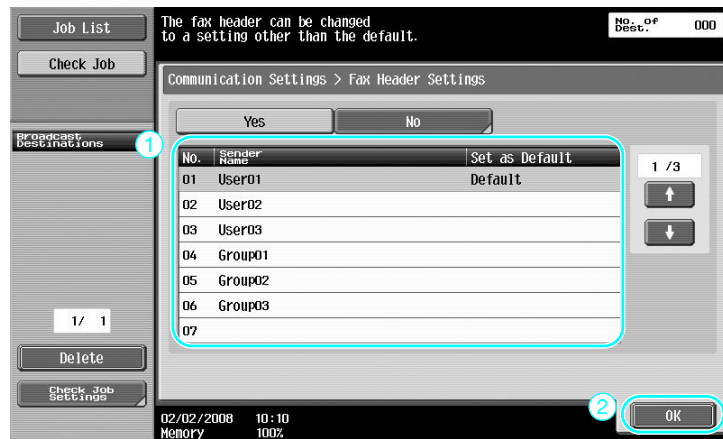 Job List
The fax header can be changed
to a setting other than the default.
No. of
Dest.
000
Check Job
Communication Settings > Fax Header Settings
Yes
No
Broadcast
Destinations
1
No.
Sender
Name
Set as Default
01 User01 Default
02 User02
03 User03
04 Group01
05 Group02
06 Group03
07
1 /3
1/ 1
Delete
Check Job
Settings
2
OK
02/02/2008 10:10
Memory 100%